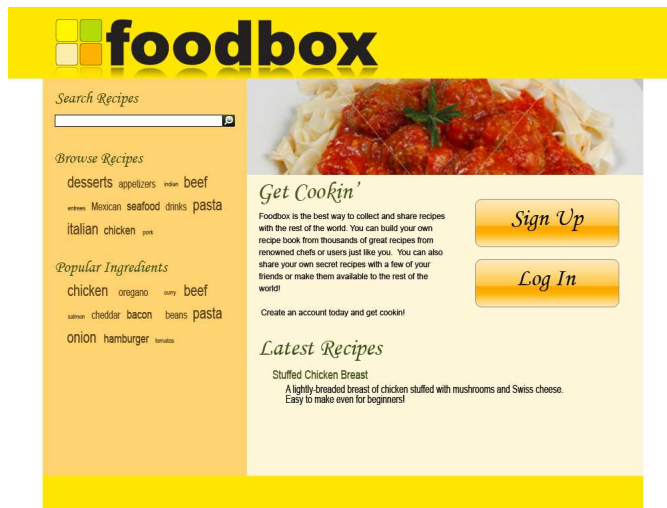 foodbox
Search Recipes
Browse Recipes
desserts appetizers indian beef
entrees Mexican seafood drinks pasta
italian chicken pork
Popular Ingredients
chicken oregano curry beef
salmon cheddar bacon beans pasta
onion hamburger tomatos
Get Cookin'
Foodbox is the best way to collect and share recipes
with the rest of the world. You can build your own
recipe book from thousands of great recipes from
renowned chefs or users just like you. You can also
share your own secret recipes with a few of your
friends or make them available to the rest of the
world!
Create an account today and get cookin!
Sign Up
Log In
Latest Recipes
Stuffed Chicken Breast
A lightly-breaded breast of chicken stuffed with mushrooms and Swiss cheese.
Easy to make even for beginners!